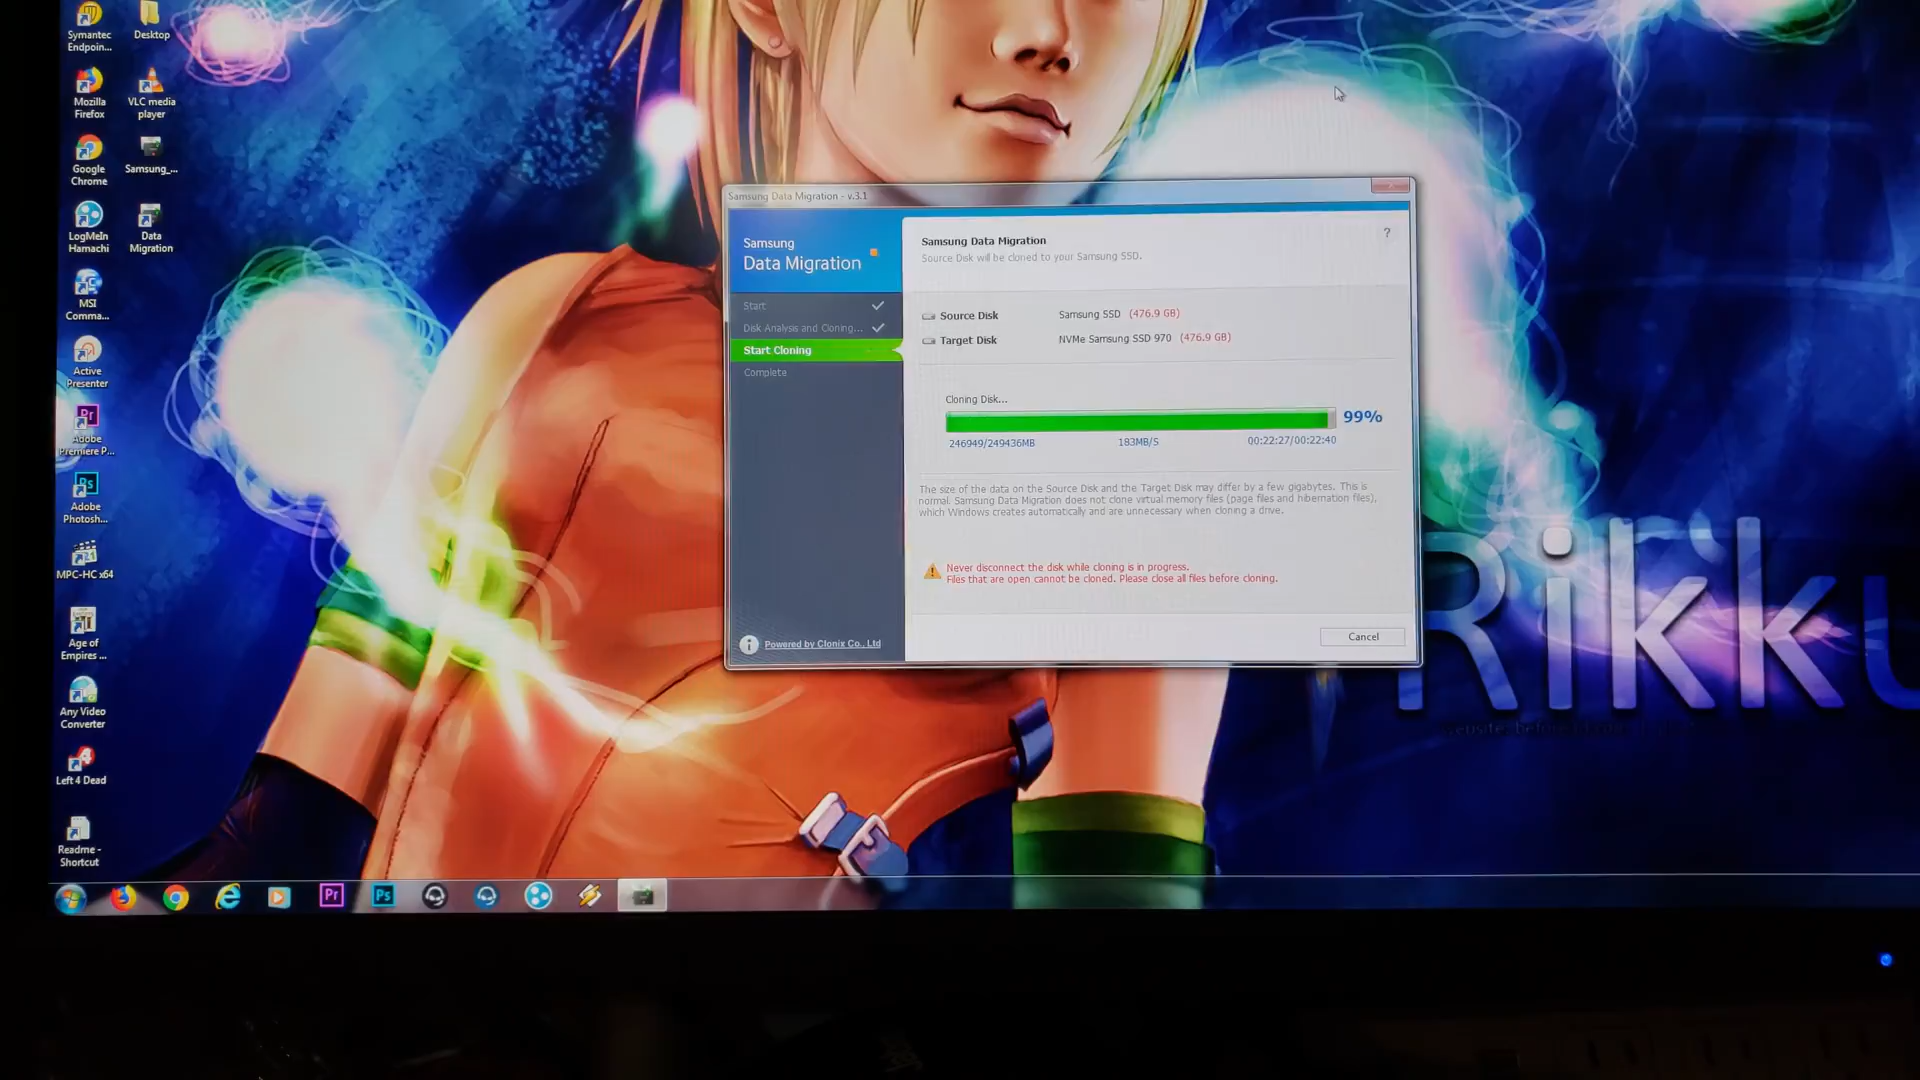 Symantec
Endpoin...
Desktop
Mozilla
Firefox
VLC media
player
Google
Chrome
Samsung_...
LogMeIn
Hamachi
Data
Migration
MSI
Comma...
Active
Presenter
Adobe
Premiere P...
Adobe
Photosh...
MPC-HC x64
Age of
Empires ...
Any Video
Converter
Left 4 Dead
Readme -
Shortcut
Samsung Data Migration - v.3.1
Samsung
Data Migration
Start
Disk Analysis and Cloning...
Start Cloning
Complete
Powered by Clonix Co., Ltd
Samsung Data Migration
?
Source Disk will be cloned to your Samsung SSD.
Source Disk Samsung SSD (476.9 GB)
Target Disk NVMe Samsung SSD 970 (476.9 GB)
Cloning Disk...
99%
246949/249436MB 183MB/S 00:22:27/00:22:40
The size of the data on the Source Disk and the Target Disk may differ by a few gigabytes. This is
normal. Samsung Data Migration does not clone virtual memory files (page files and hibernation files),
which Windows creates automatically and are unnecessary when cloning a drive.
Never disconnect the disk while cloning is in progress.
Files that are open cannot be cloned. Please close all files before cloning.
Cancel
Rikku
Pr
Ps